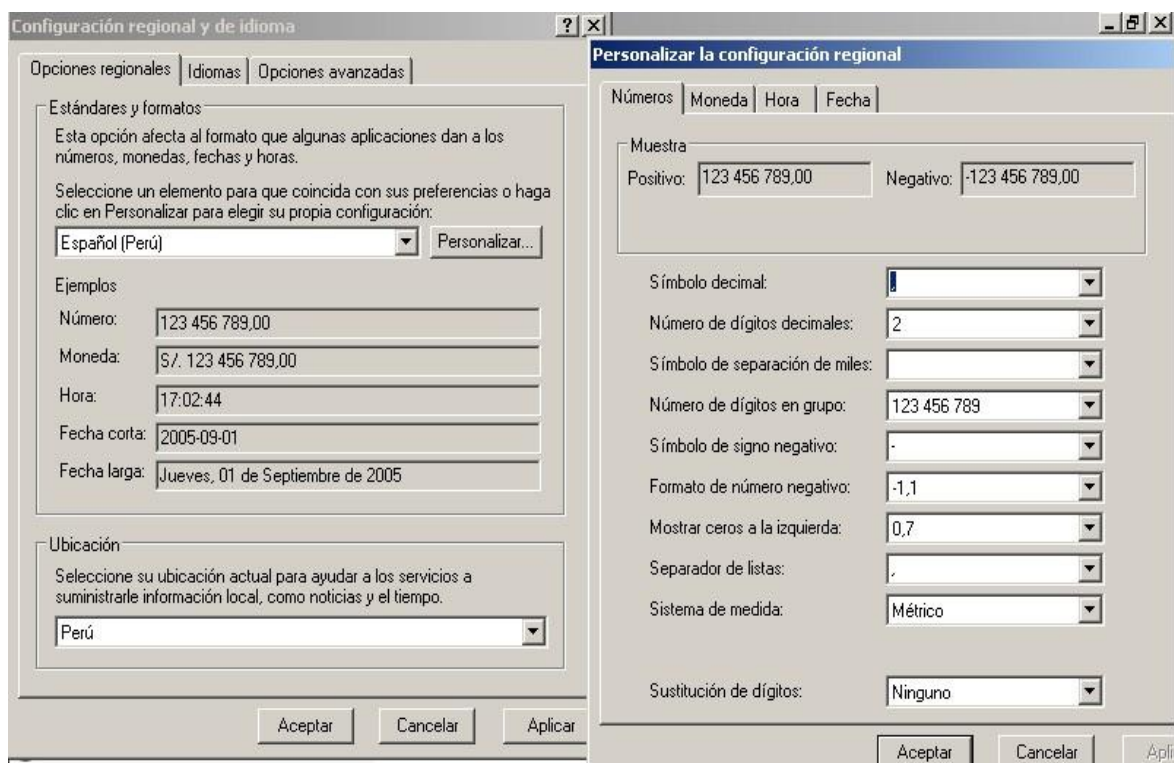 Configuración regional y de idioma
Opciones regionales
Idiomas
Opciones avanzadas
Estándares y formatos
Esta opción afecta al formato que algunas aplicaciones dan a los
números, monedas, fechas y horas.
Seleccione un elemento para que coincida con sus preferencias o haga
clic en Personalizar para elegir su propia configuración:
Español (Perú)
Personalizar...
Ejemplos
Número: 123 456 789,00
Moneda: S/. 123 456 789,00
Hora: 17:02:44
Fecha corta: 2005-09-01
Fecha larga: Jueves, 01 de Septiembre de 2005
Ubicación
Seleccione su ubicación actual para ayudar a los servicios a
suministrarle información local, como noticias y el tiempo.
Perú
Aceptar
Cancelar
Aplicar
Personalizar la configuración regional
Números
Moneda
Hora
Fecha
Muestra
Positivo: 123 456 789,00
Negativo: -123 456 789,00
Símbolo decimal: ,
Número de dígitos decimales: 2
Símbolo de separación de miles:
Número de dígitos en grupo: 123 456 789
Símbolo de signo negativo: -
Formato de número negativo: -1,1
Mostrar ceros a la izquierda: 0,7
Separador de listas: ,
Sistema de medida: Métrico
Sustitución de dígitos: Ninguno
Aceptar
Cancelar
Apli